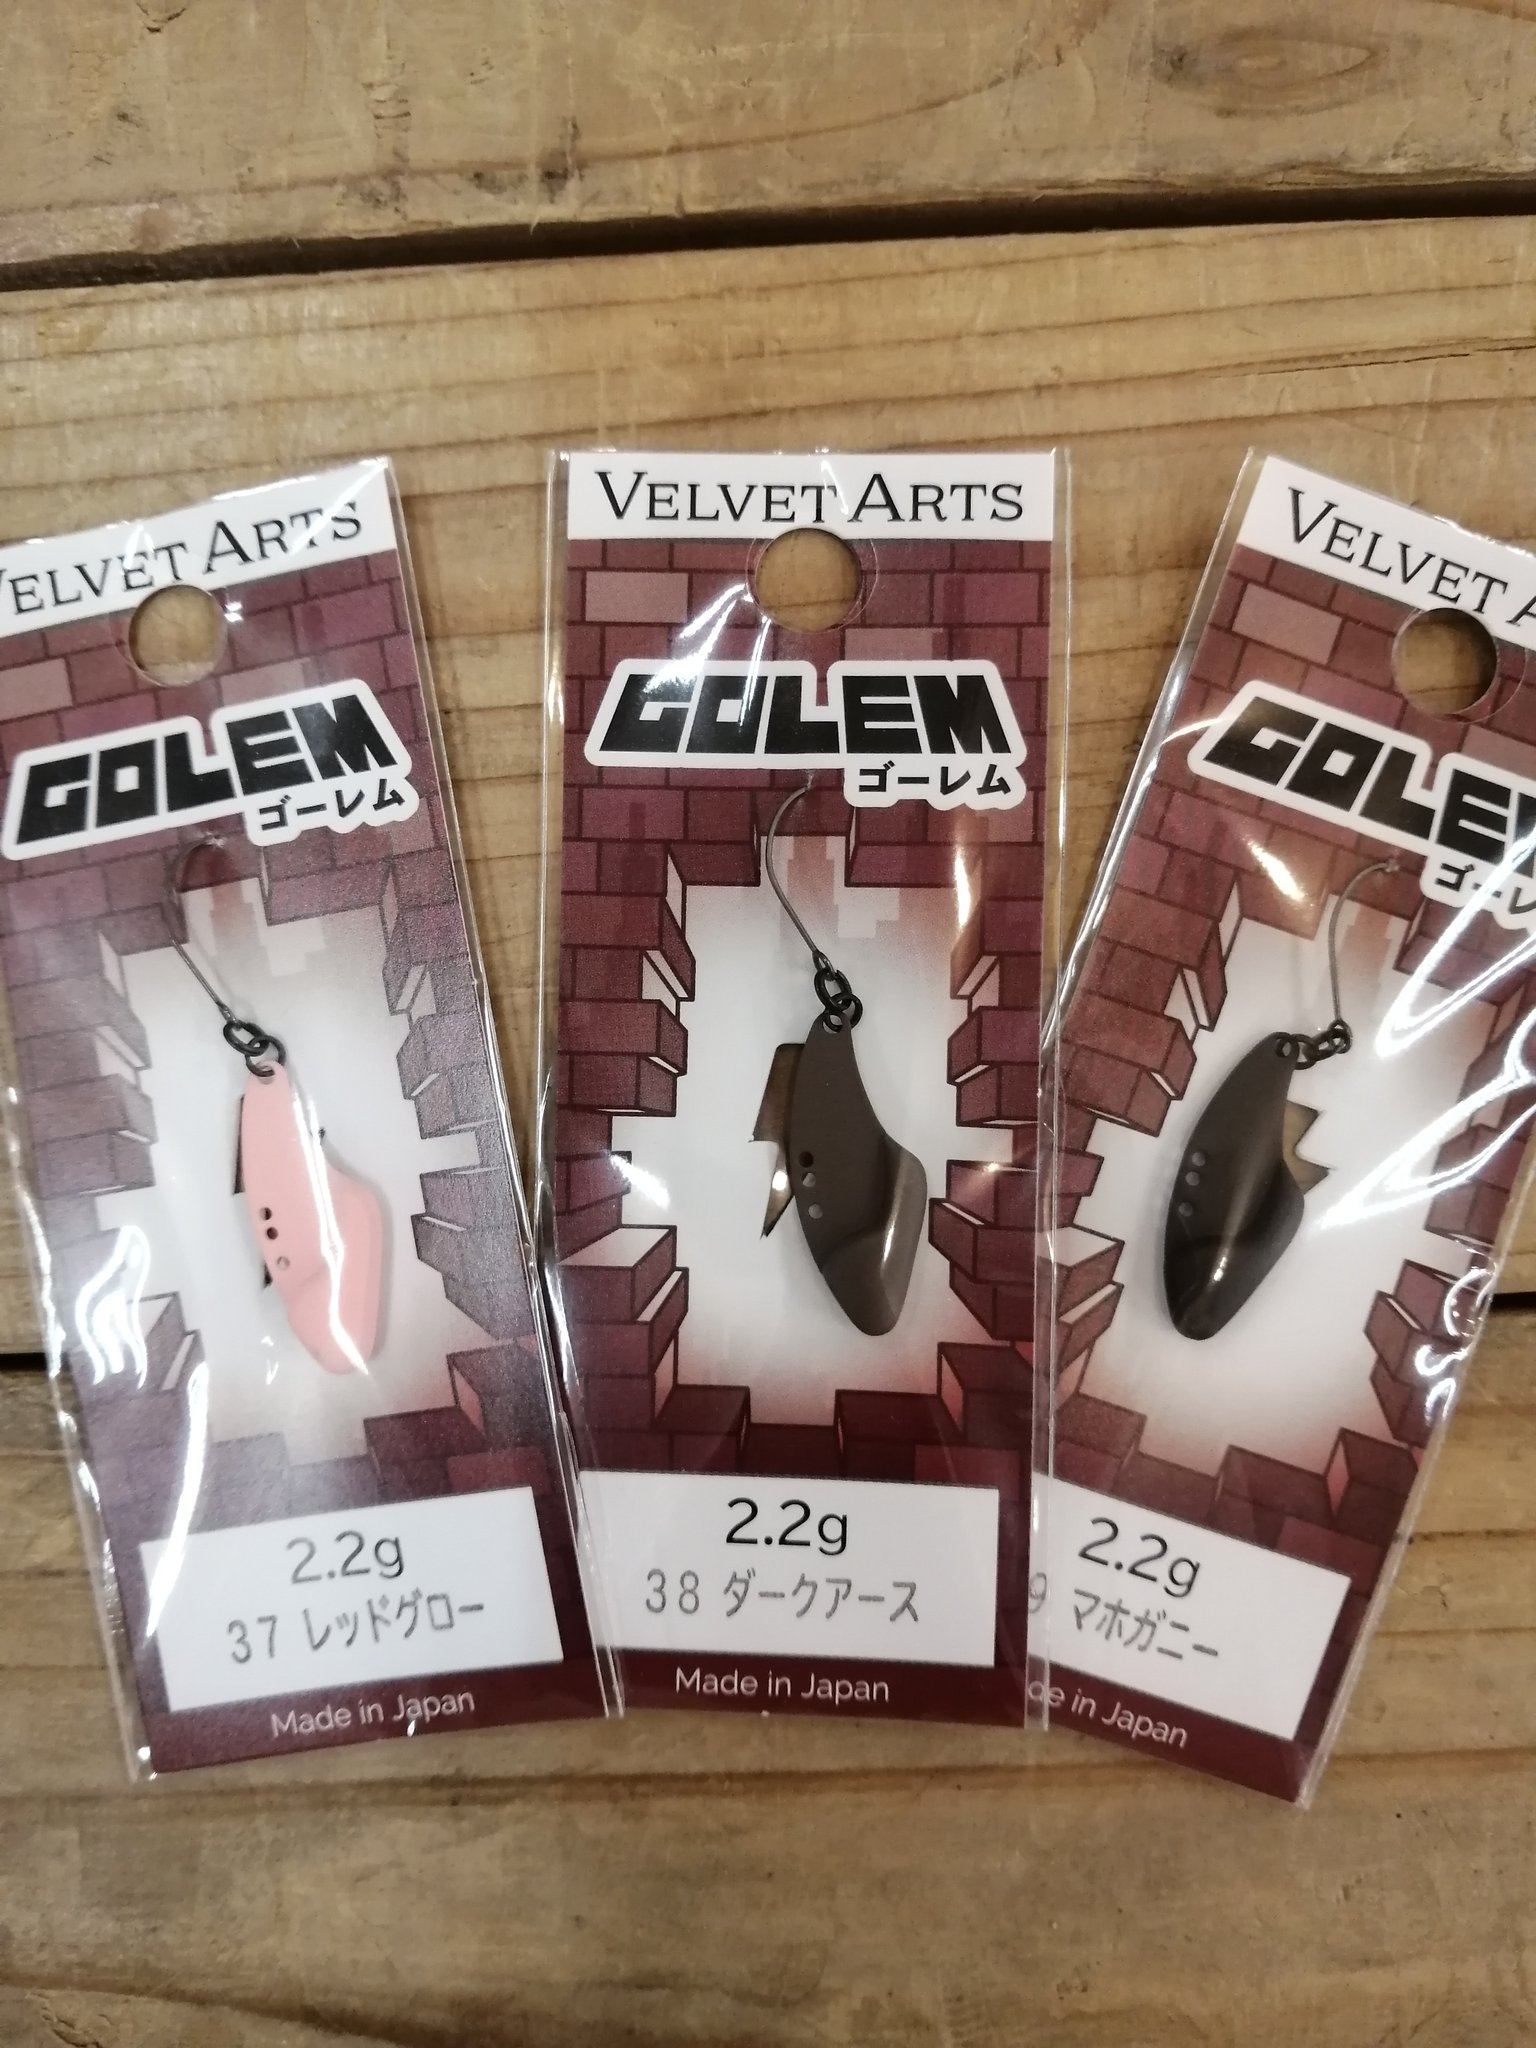 VELVET ARTS
GOLEM
ゴーレム
2.2g
37 レッドグロー
Made in Japan
VELVET ARTS
GOLEM
ゴーレム
2.2g
38 ダークアース
Made in Japan
VELVET A
GOLE
ゴーレ
2.2g
9 マホガニー
de in Japan